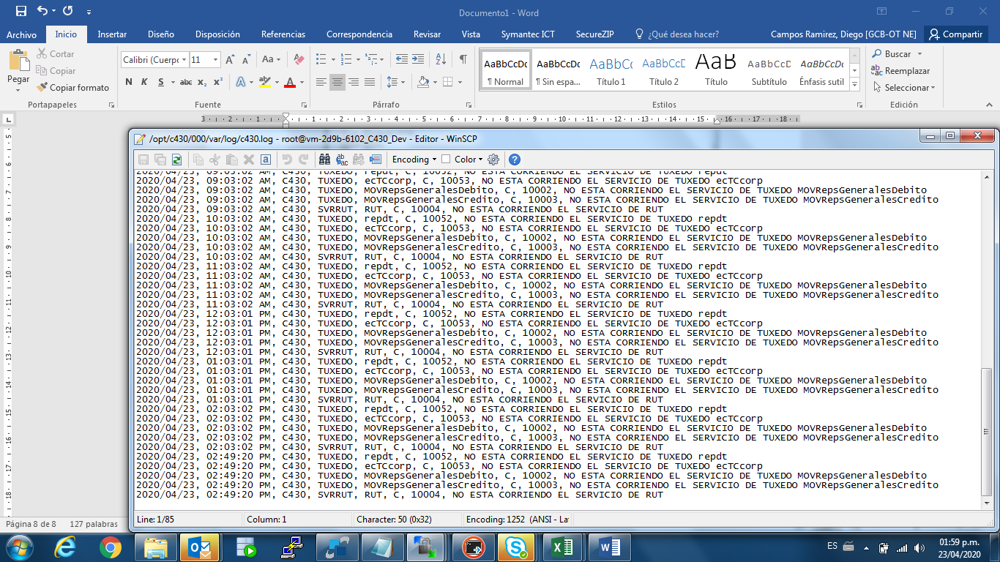 Documento1 - Word
Archivo Inicio Insertar Diseño Disposición Referencias Correspondencia Revisar Vista Symantec ICT SecureZIP ¿Qué desea hacer? Campos Ramirez, Diego [GCB-OT NE] Compartir
Pegar
Cortar
Copiar
Copiar formato
Portapapeles
Calibri (Cuerpo 11
N K S abc x₂ x²
Fuente
Párrafo
AaBbCcDc ¶ Normal
AaBbCcDc ¶ Sin espa...
AaBbCc Título 1
AaBbCcD Título 2
AaB Título
AaBbCcD Subtítulo
AaBbCcDc Énfasis sutil
Estilos
Buscar
Reemplazar
Seleccionar
Edición
3 2 1 1 2 3 4 5 6 7 8 9 10 11 12 13 14 15 16 17 18
/opt/c430/000/var/log/c430.log - root@vm-2d9b-6102_C430_Dev - Editor - WinSCP
Encoding Color
2020/04/23, 09:03:02 AM, C430, TUXEDO, repdt, C, 10052, NO ESTA CORRIENDO EL SERVICIO DE TUXEDO repdt
2020/04/23, 09:03:02 AM, C430, TUXEDO, ecTCcorp, C, 10053, NO ESTA CORRIENDO EL SERVICIO DE TUXEDO ecTCcorp
2020/04/23, 09:03:02 AM, C430, TUXEDO, MOVRepsGeneralesDebito, C, 10002, NO ESTA CORRIENDO EL SERVICIO DE TUXEDO MOVRepsGeneralesDebito
2020/04/23, 09:03:02 AM, C430, TUXEDO, MOVRepsGeneralesCredito, C, 10003, NO ESTA CORRIENDO EL SERVICIO DE TUXEDO MOVRepsGeneralesCredito
2020/04/23, 09:03:02 AM, C430, SVRRUT, RUT, C, 10004, NO ESTA CORRIENDO EL SERVICIO DE RUT
2020/04/23, 10:03:02 AM, C430, TUXEDO, repdt, C, 10052, NO ESTA CORRIENDO EL SERVICIO DE TUXEDO repdt
2020/04/23, 10:03:02 AM, C430, TUXEDO, ecTCcorp, C, 10053, NO ESTA CORRIENDO EL SERVICIO DE TUXEDO ecTCcorp
2020/04/23, 10:03:02 AM, C430, TUXEDO, MOVRepsGeneralesDebito, C, 10002, NO ESTA CORRIENDO EL SERVICIO DE TUXEDO MOVRepsGeneralesDebito
2020/04/23, 10:03:02 AM, C430, TUXEDO, MOVRepsGeneralesCredito, C, 10003, NO ESTA CORRIENDO EL SERVICIO DE TUXEDO MOVRepsGeneralesCredito
2020/04/23, 10:03:02 AM, C430, SVRRUT, RUT, C, 10004, NO ESTA CORRIENDO EL SERVICIO DE RUT
2020/04/23, 11:03:02 AM, C430, TUXEDO, repdt, C, 10052, NO ESTA CORRIENDO EL SERVICIO DE TUXEDO repdt
2020/04/23, 11:03:02 AM, C430, TUXEDO, ecTCcorp, C, 10053, NO ESTA CORRIENDO EL SERVICIO DE TUXEDO ecTCcorp
2020/04/23, 11:03:02 AM, C430, TUXEDO, MOVRepsGeneralesDebito, C, 10002, NO ESTA CORRIENDO EL SERVICIO DE TUXEDO MOVRepsGeneralesDebito
2020/04/23, 11:03:02 AM, C430, TUXEDO, MOVRepsGeneralesCredito, C, 10003, NO ESTA CORRIENDO EL SERVICIO DE TUXEDO MOVRepsGeneralesCredito
2020/04/23, 11:03:02 AM, C430, SVRRUT, RUT, C, 10004, NO ESTA CORRIENDO EL SERVICIO DE RUT
2020/04/23, 12:03:01 PM, C430, TUXEDO, repdt, C, 10052, NO ESTA CORRIENDO EL SERVICIO DE TUXEDO repdt
2020/04/23, 12:03:01 PM, C430, TUXEDO, ecTCcorp, C, 10053, NO ESTA CORRIENDO EL SERVICIO DE TUXEDO ecTCcorp
2020/04/23, 12:03:01 PM, C430, TUXEDO, MOVRepsGeneralesDebito, C, 10002, NO ESTA CORRIENDO EL SERVICIO DE TUXEDO MOVRepsGeneralesDebito
2020/04/23, 12:03:01 PM, C430, TUXEDO, MOVRepsGeneralesCredito, C, 10003, NO ESTA CORRIENDO EL SERVICIO DE TUXEDO MOVRepsGeneralesCredito
2020/04/23, 12:03:01 PM, C430, SVRRUT, RUT, C, 10004, NO ESTA CORRIENDO EL SERVICIO DE RUT
2020/04/23, 01:03:01 PM, C430, TUXEDO, repdt, C, 10052, NO ESTA CORRIENDO EL SERVICIO DE TUXEDO repdt
2020/04/23, 01:03:01 PM, C430, TUXEDO, ecTCcorp, C, 10053, NO ESTA CORRIENDO EL SERVICIO DE TUXEDO ecTCcorp
2020/04/23, 01:03:01 PM, C430, TUXEDO, MOVRepsGeneralesDebito, C, 10002, NO ESTA CORRIENDO EL SERVICIO DE TUXEDO MOVRepsGeneralesDebito
2020/04/23, 01:03:01 PM, C430, TUXEDO, MOVRepsGeneralesCredito, C, 10003, NO ESTA CORRIENDO EL SERVICIO DE TUXEDO MOVRepsGeneralesCredito
2020/04/23, 01:03:01 PM, C430, SVRRUT, RUT, C, 10004, NO ESTA CORRIENDO EL SERVICIO DE RUT
2020/04/23, 02:03:02 PM, C430, TUXEDO, repdt, C, 10052, NO ESTA CORRIENDO EL SERVICIO DE TUXEDO repdt
2020/04/23, 02:03:02 PM, C430, TUXEDO, ecTCcorp, C, 10053, NO ESTA CORRIENDO EL SERVICIO DE TUXEDO ecTCcorp
2020/04/23, 02:03:02 PM, C430, TUXEDO, MOVRepsGeneralesDebito, C, 10002, NO ESTA CORRIENDO EL SERVICIO DE TUXEDO MOVRepsGeneralesDebito
2020/04/23, 02:03:02 PM, C430, TUXEDO, MOVRepsGeneralesCredito, C, 10003, NO ESTA CORRIENDO EL SERVICIO DE TUXEDO MOVRepsGeneralesCredito
2020/04/23, 02:03:02 PM, C430, SVRRUT, RUT, C, 10004, NO ESTA CORRIENDO EL SERVICIO DE RUT
2020/04/23, 02:49:20 PM, C430, TUXEDO, repdt, C, 10052, NO ESTA CORRIENDO EL SERVICIO DE TUXEDO repdt
2020/04/23, 02:49:20 PM, C430, TUXEDO, ecTCcorp, C, 10053, NO ESTA CORRIENDO EL SERVICIO DE TUXEDO ecTCcorp
2020/04/23, 02:49:20 PM, C430, TUXEDO, MOVRepsGeneralesDebito, C, 10002, NO ESTA CORRIENDO EL SERVICIO DE TUXEDO MOVRepsGeneralesDebito
2020/04/23, 02:49:20 PM, C430, TUXEDO, MOVRepsGeneralesCredito, C, 10003, NO ESTA CORRIENDO EL SERVICIO DE TUXEDO MOVRepsGeneralesCredito
2020/04/23, 02:49:20 PM, C430, SVRRUT, RUT, C, 10004, NO ESTA CORRIENDO EL SERVICIO DE RUT
Line: 1/85 Column: 1 Character: 50 (0x32) Encoding: 1252 (ANSI - La
Página 8 de 8 127 palabras
ES 01:59 p.m.
23/04/2020